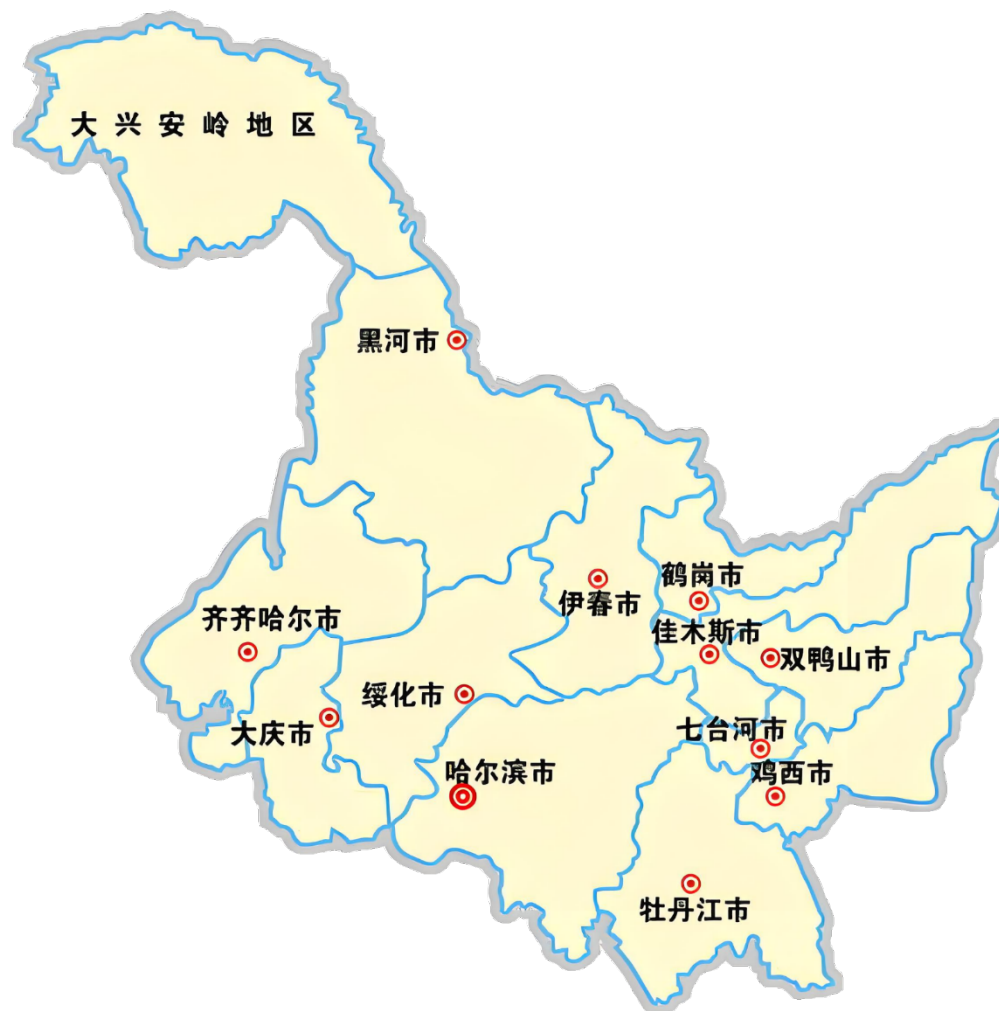 大兴安岭地区
黑河市
鹤岗市
伊春市
齐齐哈尔市
佳木斯市
双鸭山市
绥化市
大庆市
七台河市
哈尔滨市
鸡西市
牡丹江市